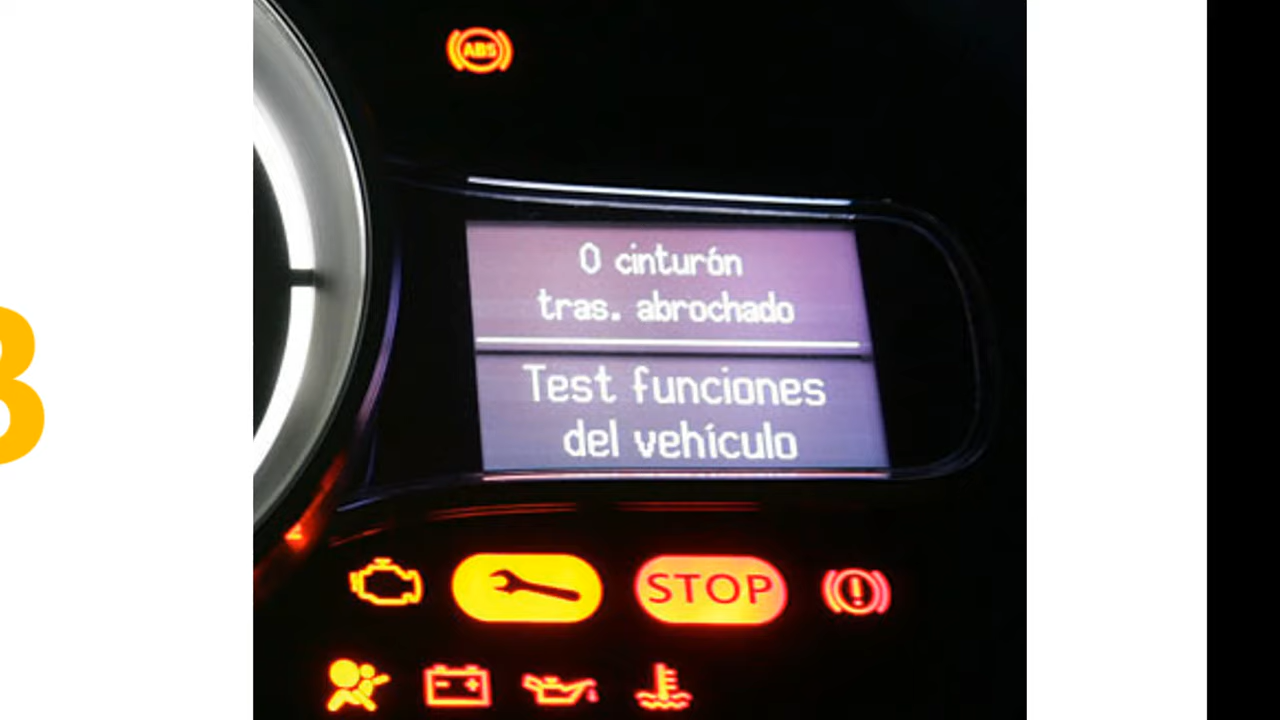 ABS
0 cinturón
tras. abrochado
Test funciones
del vehículo
STOP